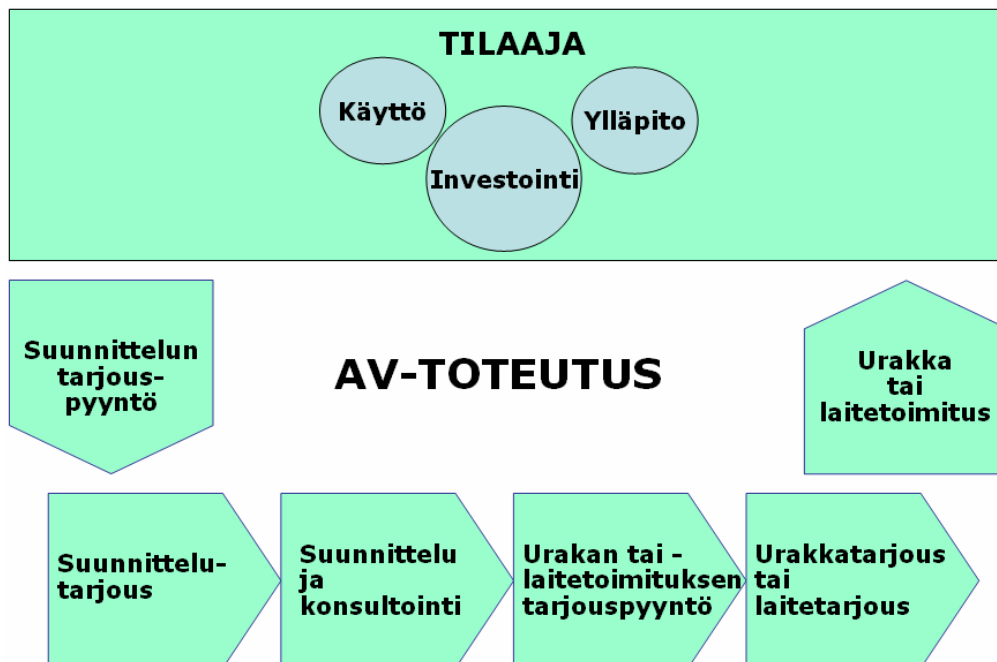 TILAAJA
Käyttö
Investointi
Ylläpito
Suunnittelun
tarjous-
pyyntö
AV-TOTEUTUS
Urakka
tai
laitetoimitus
Suunnittelu-
tarjous
Suunnittelu
ja
konsultointi
Urakan tai –
laitetoimituksen
tarjouspyyntö
Urakkatarjous
tai
laitetarjous